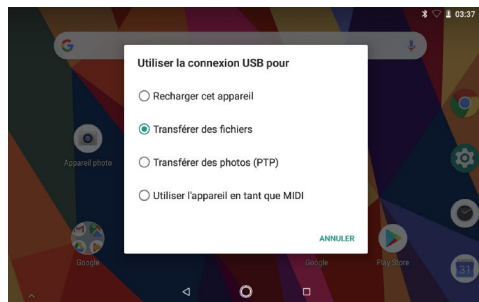 03:37
Utiliser la connexion USB pour
Recharger cet appareil
Transférer des fichiers
Transférer des photos (PTP)
Utiliser l'appareil en tant que MIDI
ANNULER
Appareil photo
Google
Google
Play Store
31